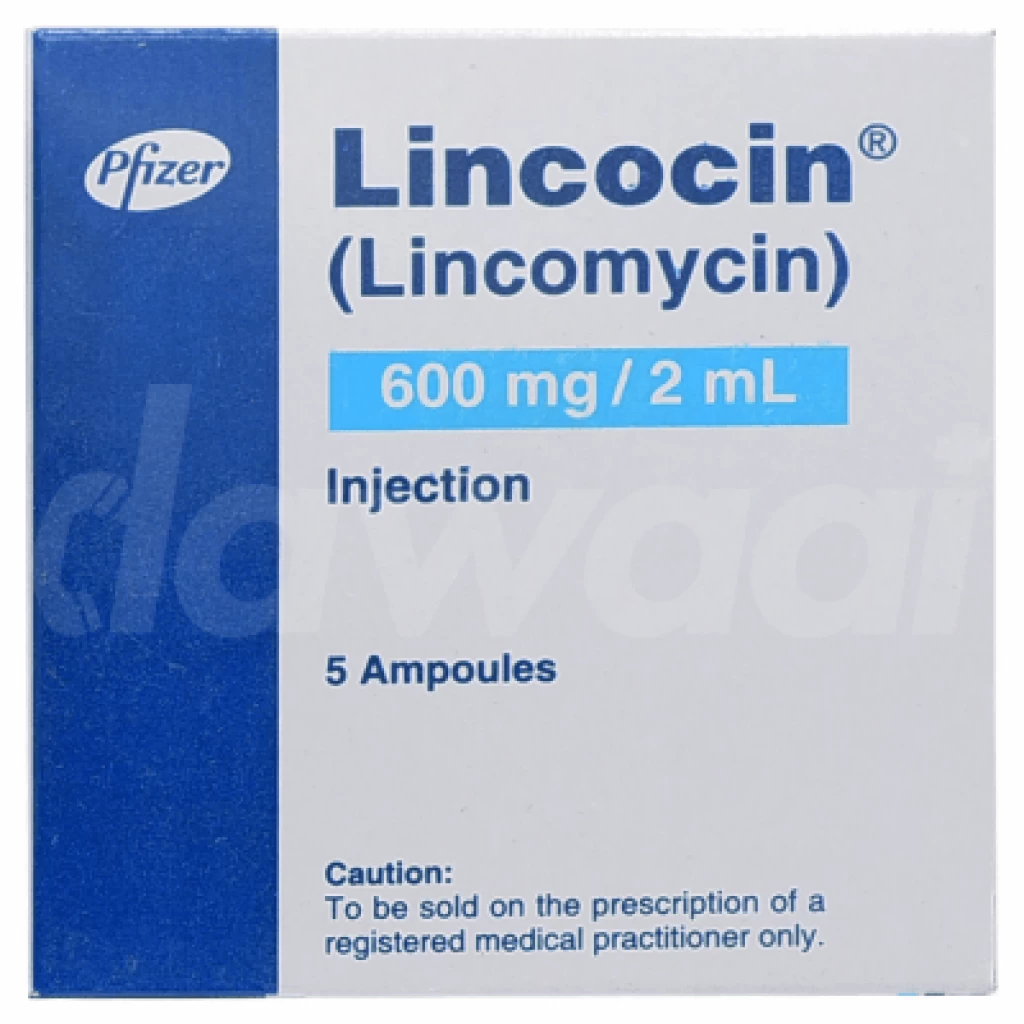 Pfizer
Lincocin®
(Lincomycin)
600 mg / 2 mL
Injection
dawaai
5 Ampoules
Caution:
To be sold on the prescription of a
registered medical practitioner only.